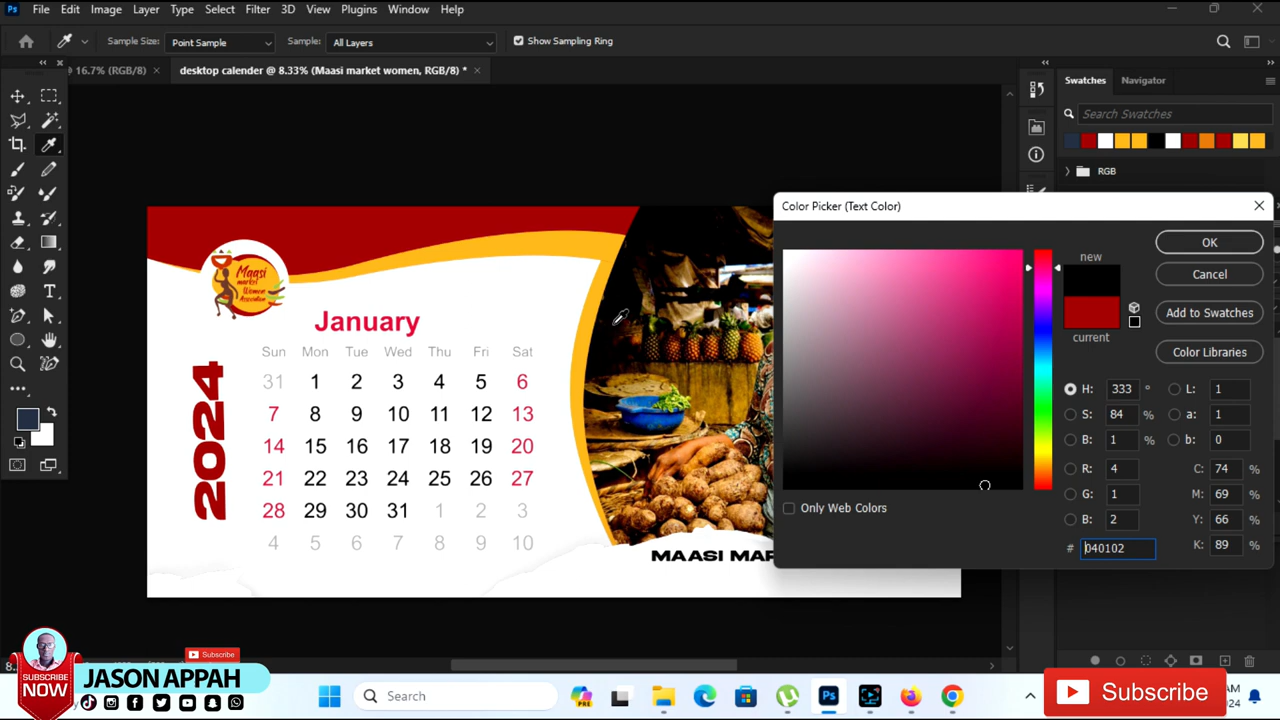 Ps File Edit Image Layer Type Select Filter 3D View Plugins Window Help
Sample Size: Point Sample Sample: All Layers Show Sampling Ring
@ 16.7% (RGB/8) × desktop calender @ 8.33% (Maasi market women, RGB/8) * ×
Swatches Navigator
Search Swatches
RGB
Color Picker (Text Color)
OK
new
Cancel
Add to Swatches
current
Color Libraries
H: 333 ° L: 1
S: 84 % a: 1
B: 1 % b: 0
R: 4 C: 74 %
G: 1 M: 69 %
B: 2 Y: 66 %
# 040102 K: 89 %
Only Web Colors
Maasi
market
Women
Association
January
Sun Mon Tue Wed Thu Fri Sat
31 1 2 3 4 5 6
7 8 9 10 11 12 13
14 15 16 17 18 19 20
21 22 23 24 25 26 27
28 29 30 31 1 2 3
4 5 6 7 8 9 10
2024
MAASI MAR
Subscribe
SUBSCRIBE
NOW
JASON APPAH
Search
PRE
Ps
Subscribe